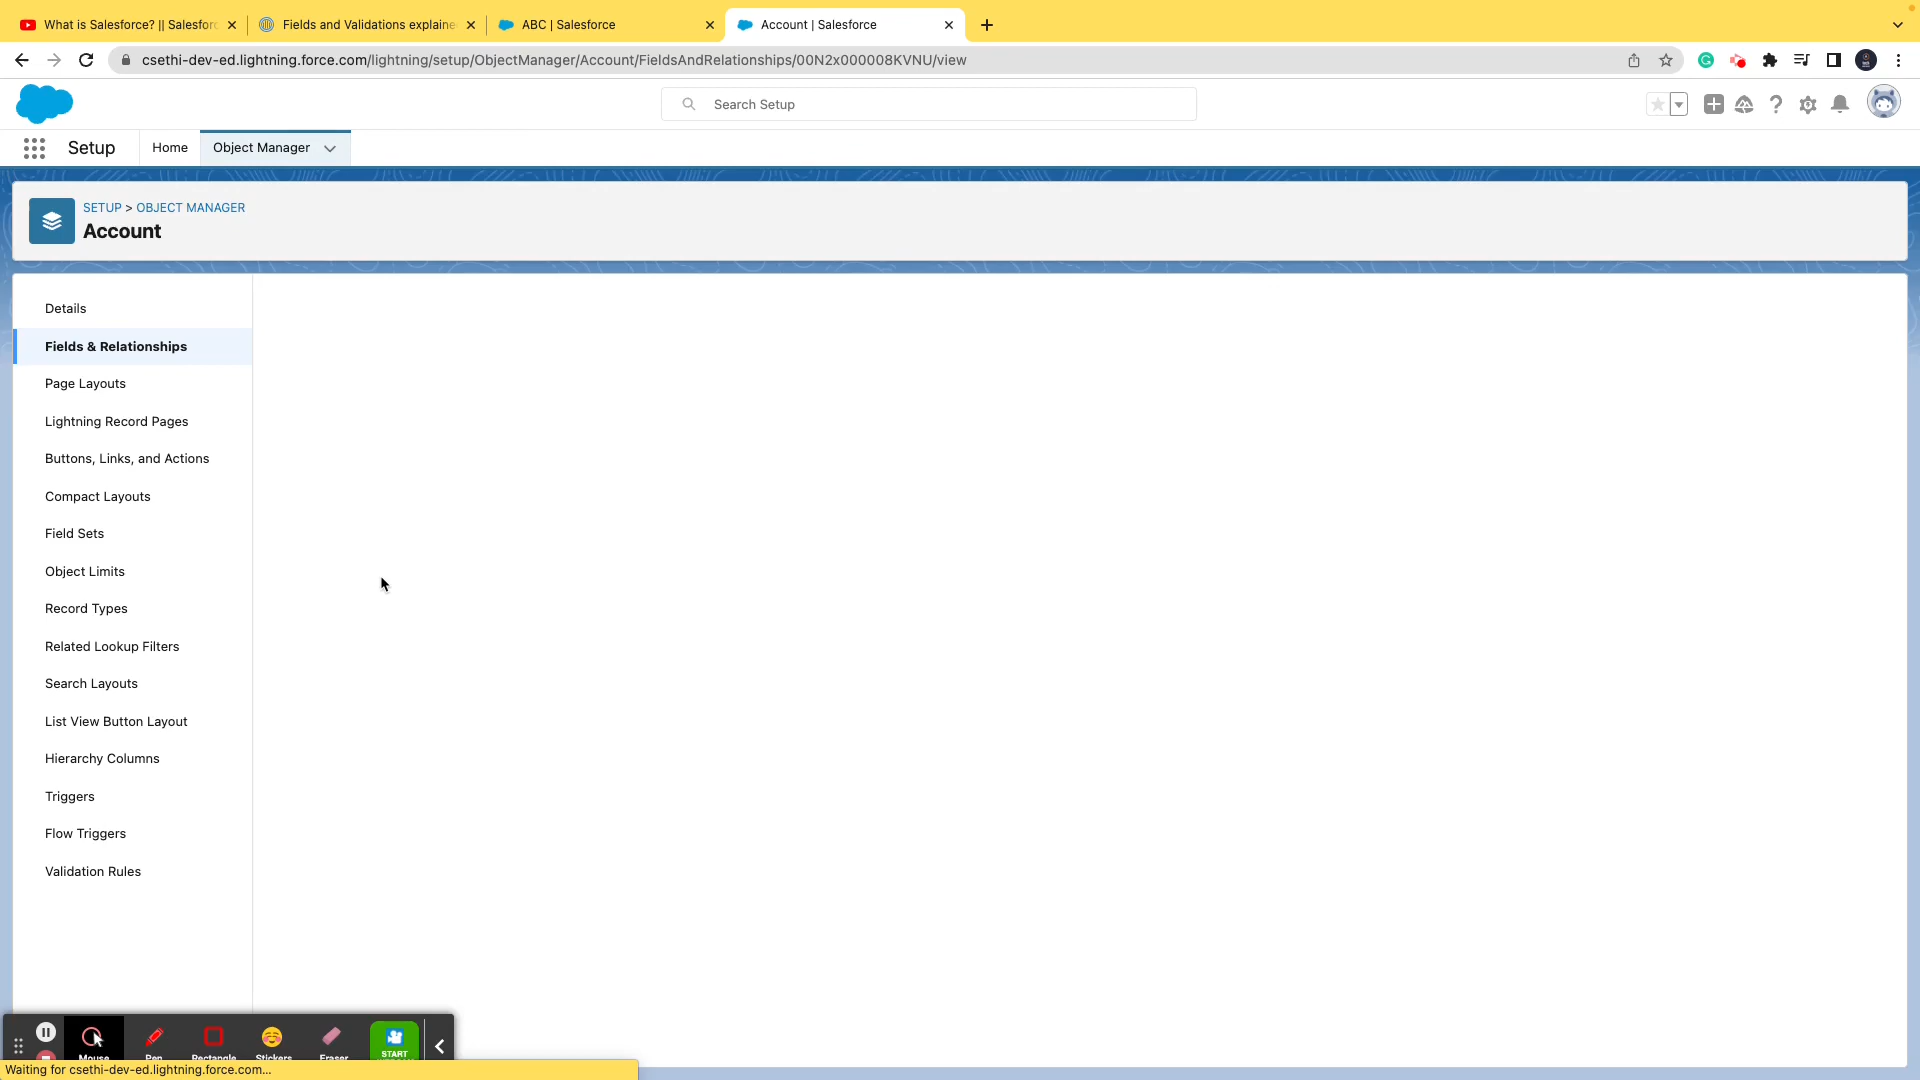 What is Salesforce? || Salesforc
Fields and Validations explaine
ABC | Salesforce
Account | Salesforce
csethi-dev-ed.lightning.force.com/lightning/setup/ObjectManager/Account/FieldsAndRelationships/00N2x000008KVNU/view
Search Setup
Setup
Home
Object Manager
SETUP > OBJECT MANAGER
Account
Details
Fields & Relationships
Page Layouts
Lightning Record Pages
Buttons, Links, and Actions
Compact Layouts
Field Sets
Object Limits
Record Types
Related Lookup Filters
Search Layouts
List View Button Layout
Hierarchy Columns
Triggers
Flow Triggers
Validation Rules
Mouse
Pen
Rectangle
Stickers
Eraser
START
Waiting for csethi-dev-ed.lightning.force.com...